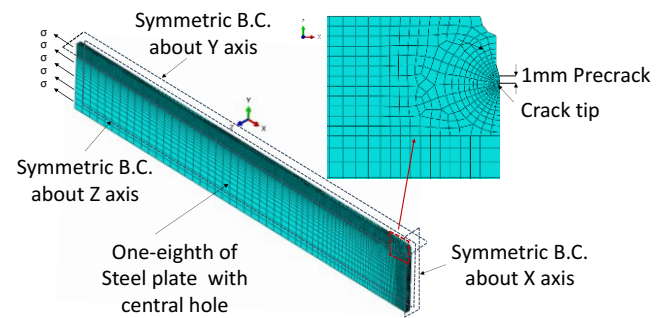 Symmetric B.C.
about Y axis
σ
σ
σ
σ
σ
Y
X
Z
X
1mm Precrack
Crack tip
Symmetric B.C.
about Z axis
One-eighth of
Steel plate with
central hole
Symmetric B.C.
about X axis